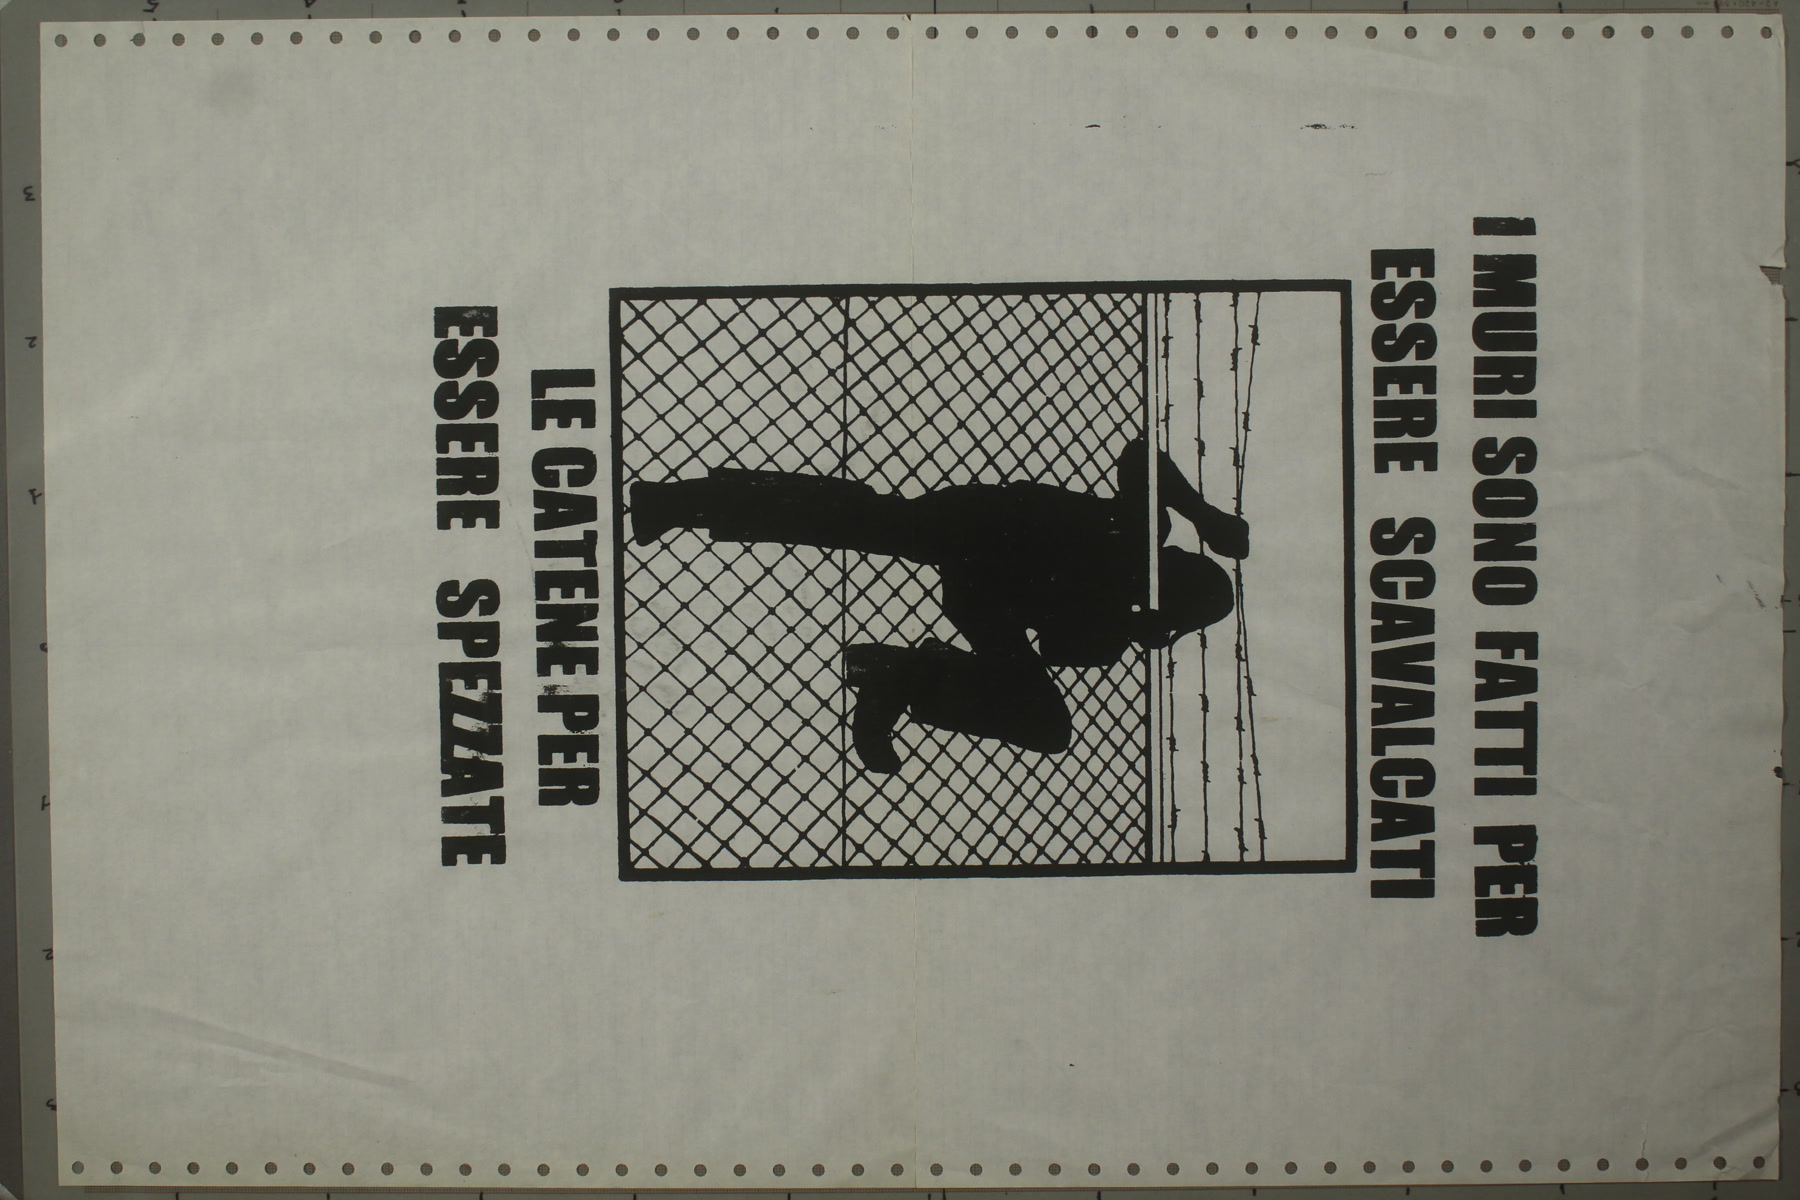 I MURI SONO FATTI PER
ESSERE SCAVALCATI
LE CATENE PER
ESSERE SPEZZATE